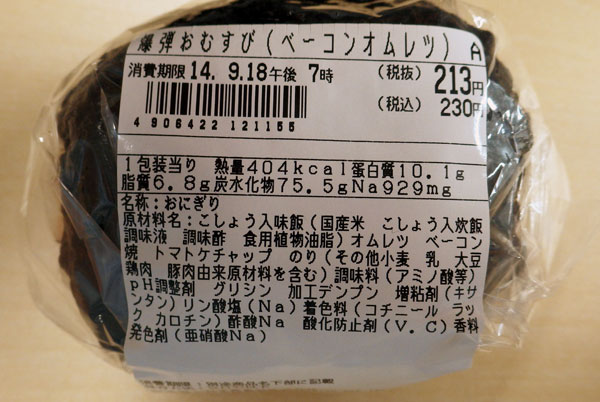 爆弾おむすび(ベーコンオムレツ) A
消費期限 14. 9.18午後 7時
(税抜) 213円
(税込) 230円
4 906422 121155
1包装当り 熱量404kcal蛋白質10.1g
脂質6.8g炭水化物75.5gNa929mg
名称:おにぎり
原材料名:こしょう入味飯(国産米 こしょう入炊飯
調味液 調味酢 食用植物油脂)オムレツ ベーコン
焼 トマトケチャップ のり(その他小麦 乳 大豆
鶏肉 豚肉由来原材料を含む)調味料(アミノ酸等)
pH調整剤 グリシン 加工デンプン 増粘剤(キサ
ンタン)リン酸塩(Na)着色料(コチニール ラッ
ク カロチン)酢酸Na 酸化防止剤(V.C)香料
発色剤(亜硝酸Na)